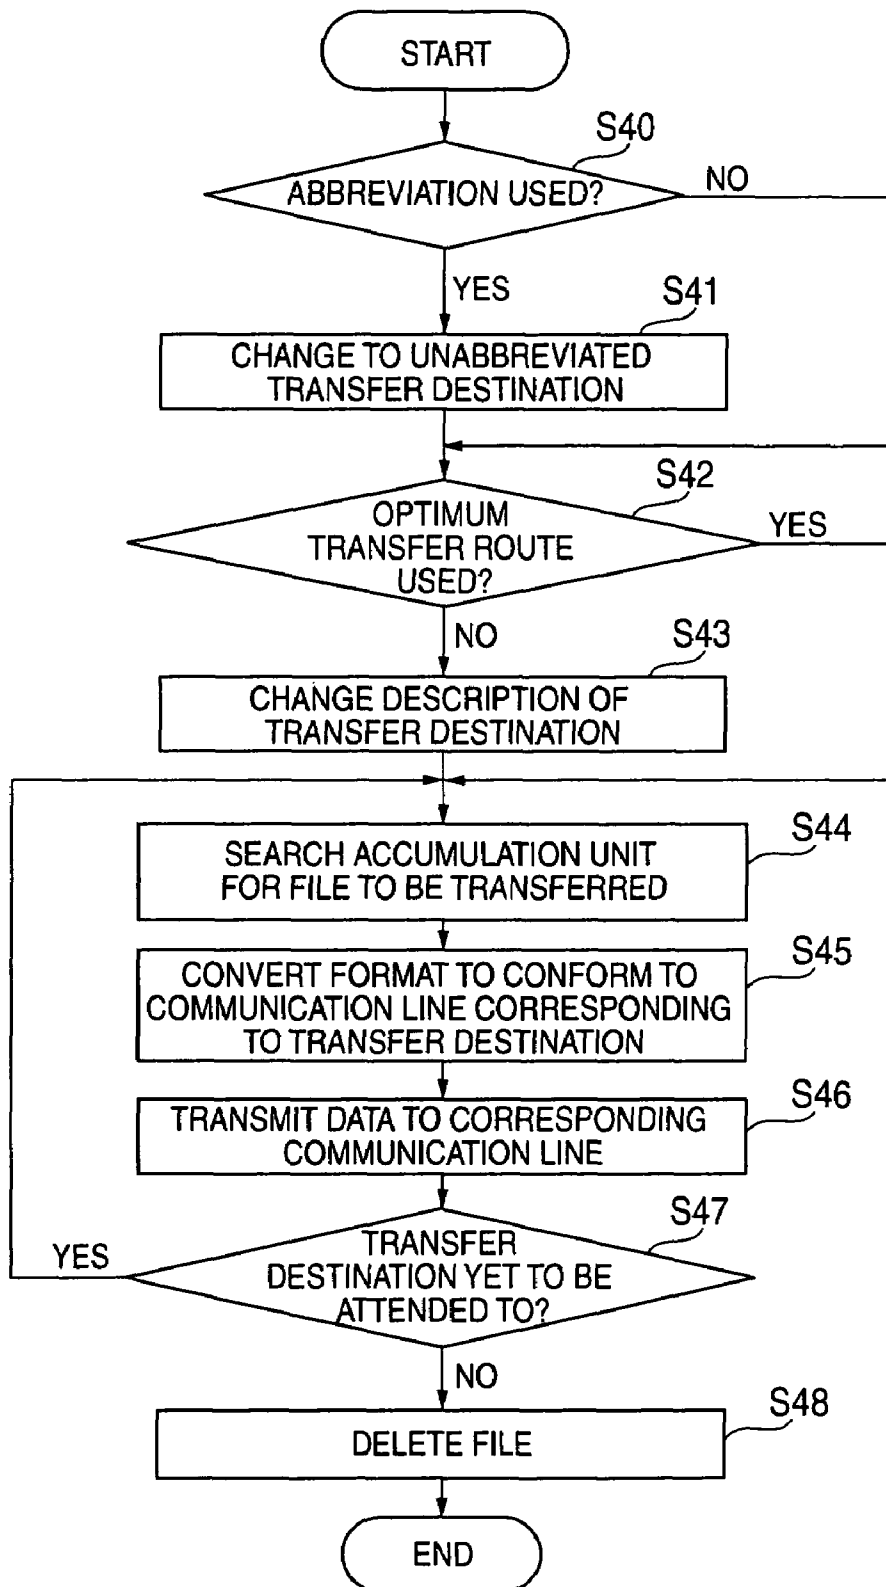 START
S40
ABBREVIATION USED?
NO
YES
S41
CHANGE TO UNABBREVIATED
TRANSFER DESTINATION
S42
OPTIMUM
TRANSFER ROUTE
USED?
YES
NO
S43
CHANGE DESCRIPTION OF
TRANSFER DESTINATION
S44
SEARCH ACCUMULATION UNIT
FOR FILE TO BE TRANSFERRED
S45
CONVERT FORMAT TO CONFORM TO
COMMUNICATION LINE CORRESPONDING
TO TRANSFER DESTINATION
S46
TRANSMIT DATA TO CORRESPONDING
COMMUNICATION LINE
S47
TRANSFER
DESTINATION YET TO BE
ATTENDED TO?
YES
NO
S48
DELETE FILE
END